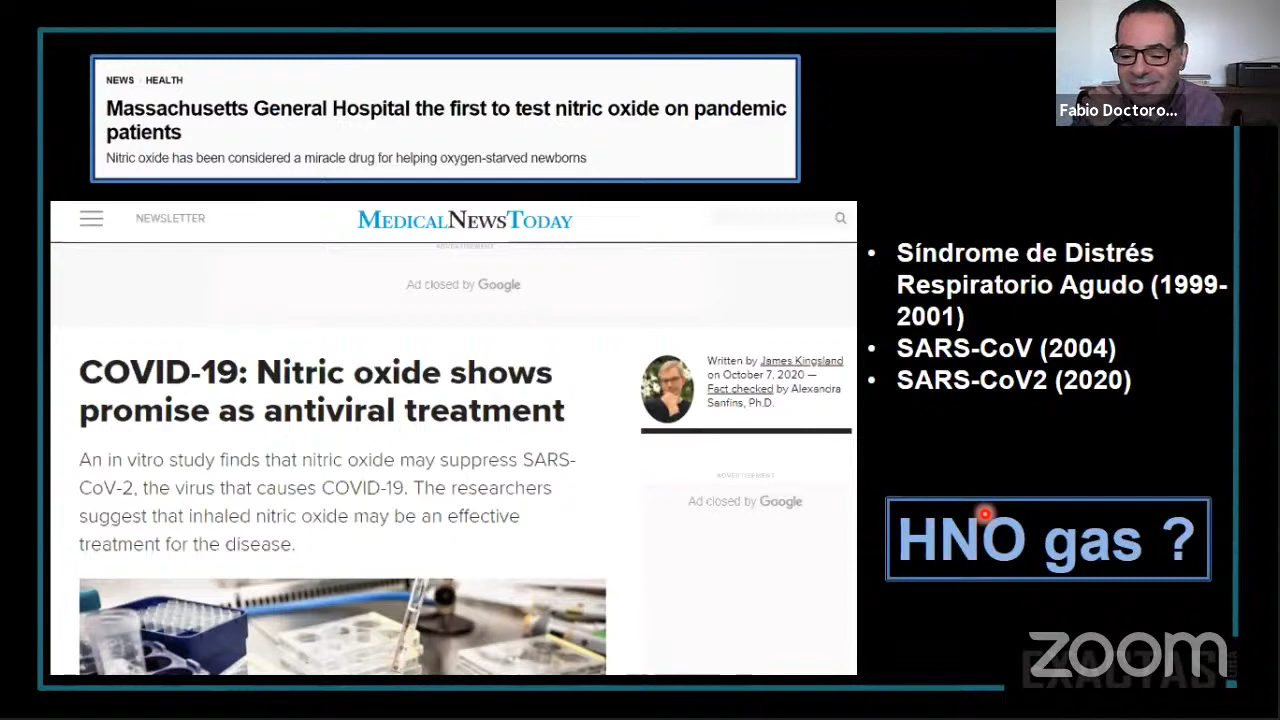 NEWS HEALTH
Massachusetts General Hospital the first to test nitric oxide on pandemic
patients
Nitric oxide has been considered a miracle drug for helping oxygen-starved newborns
Fabio Doctoro...
NEWSLETTER
MEDICALNEWSTODAY
ADVERTISEMENT
Ad closed by Google
COVID-19: Nitric oxide shows
promise as antiviral treatment
Written by James Kingsland
on October 7, 2020 —
Fact checked by Alexandra
Sanfins, Ph.D.
An in vitro study finds that nitric oxide may suppress SARS-
CoV-2, the virus that causes COVID-19. The researchers
suggest that inhaled nitric oxide may be an effective
treatment for the disease.
ADVERTISEMENT
Ad closed by Google
• Síndrome de Distrés
Respiratorio Agudo (1999-
2001)
• SARS-CoV (2004)
• SARS-CoV2 (2020)
HNO gas ?
zoom
EXACTAS